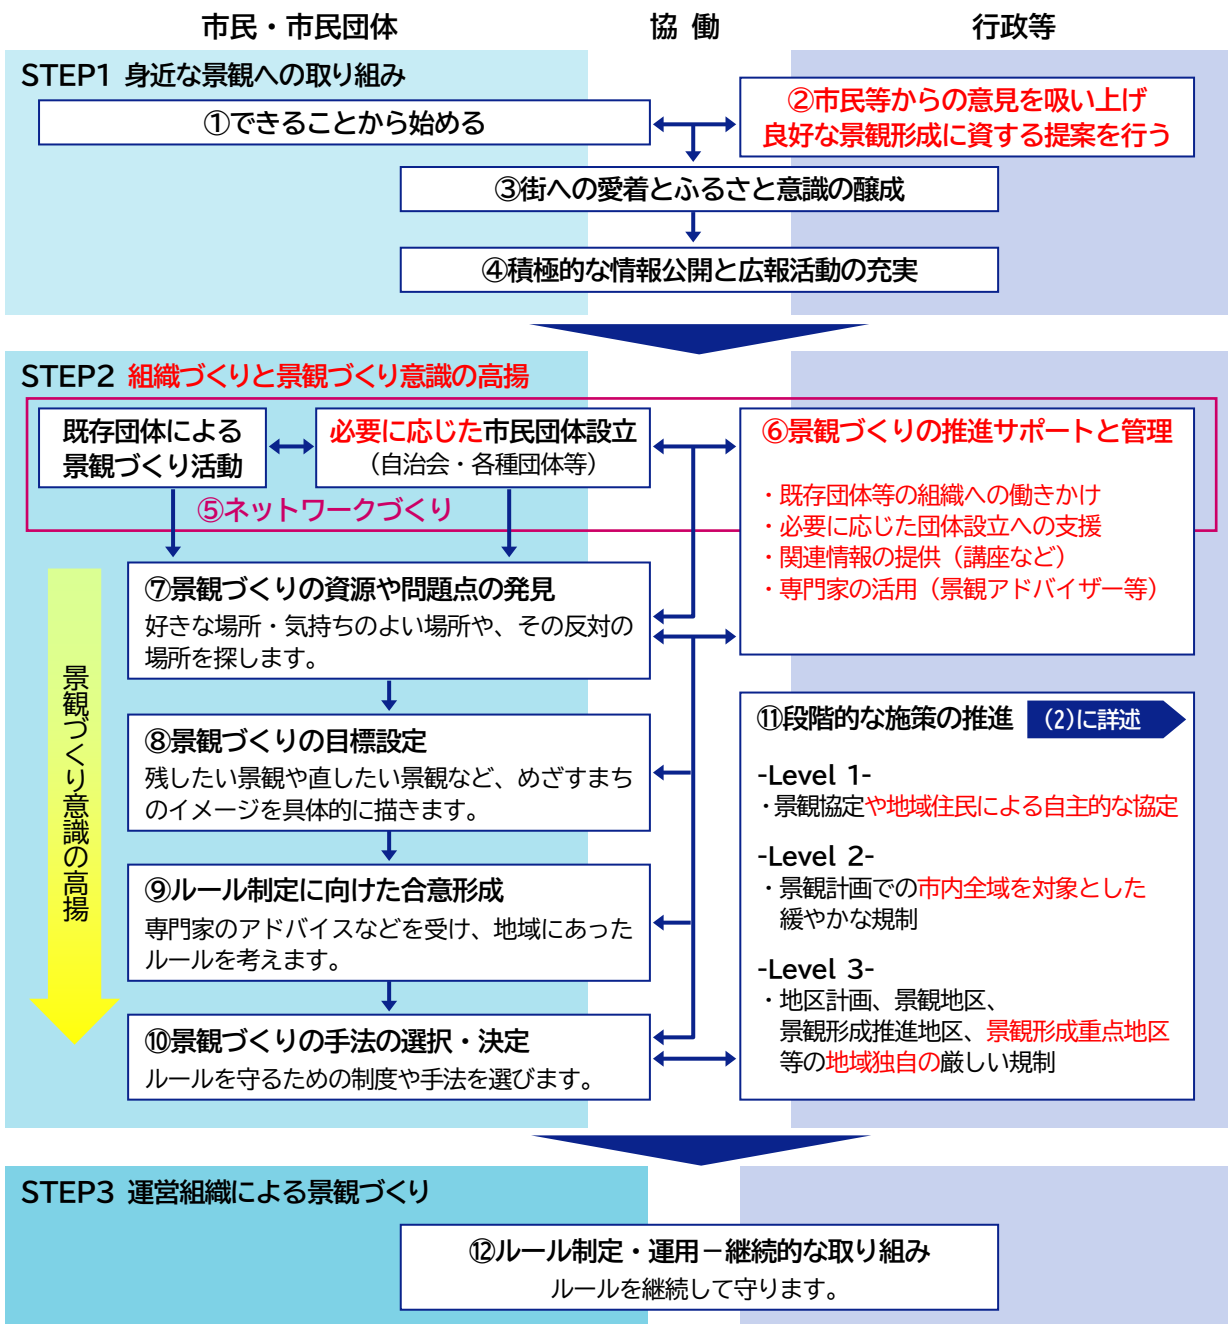 市民・市民団体
協 働
行政等
STEP1 身近な景観への取り組み
①できることから始める
②市民等からの意見を吸い上げ
良好な景観形成に資する提案を行う
③街への愛着とふるさと意識の醸成
④積極的な情報公開と広報活動の充実
STEP2 組織づくりと景観づくり意識の高揚
既存団体による
景観づくり活動
必要に応じた市民団体設立
（自治会・各種団体等）
⑤ネットワークづくり
⑥景観づくりの推進サポートと管理
・既存団体等の組織への働きかけ
・必要に応じた団体設立への支援
・関連情報の提供（講座など）
・専門家の活用（景観アドバイザー等）
景観づくり意識の高揚
⑦景観づくりの資源や問題点の発見
好きな場所・気持ちのよい場所や、その反対の
場所を探します。
⑧景観づくりの目標設定
残したい景観や直したい景観など、めざすまち
のイメージを具体的に描きます。
⑨ルール制定に向けた合意形成
専門家のアドバイスなどを受け、地域にあった
ルールを考えます。
⑩景観づくりの手法の選択・決定
ルールを守るための制度や手法を選びます。
⑪段階的な施策の推進 (2)に詳述
-Level 1-
・景観協定や地域住民による自主的な協定
-Level 2-
・景観計画での市内全域を対象とした
緩やかな規制
-Level 3-
・地区計画、景観地区、
景観形成推進地区、景観形成重点地区
等の地域独自の厳しい規制
STEP3 運営組織による景観づくり
⑫ルール制定・運用－継続的な取り組み
ルールを継続して守ります。